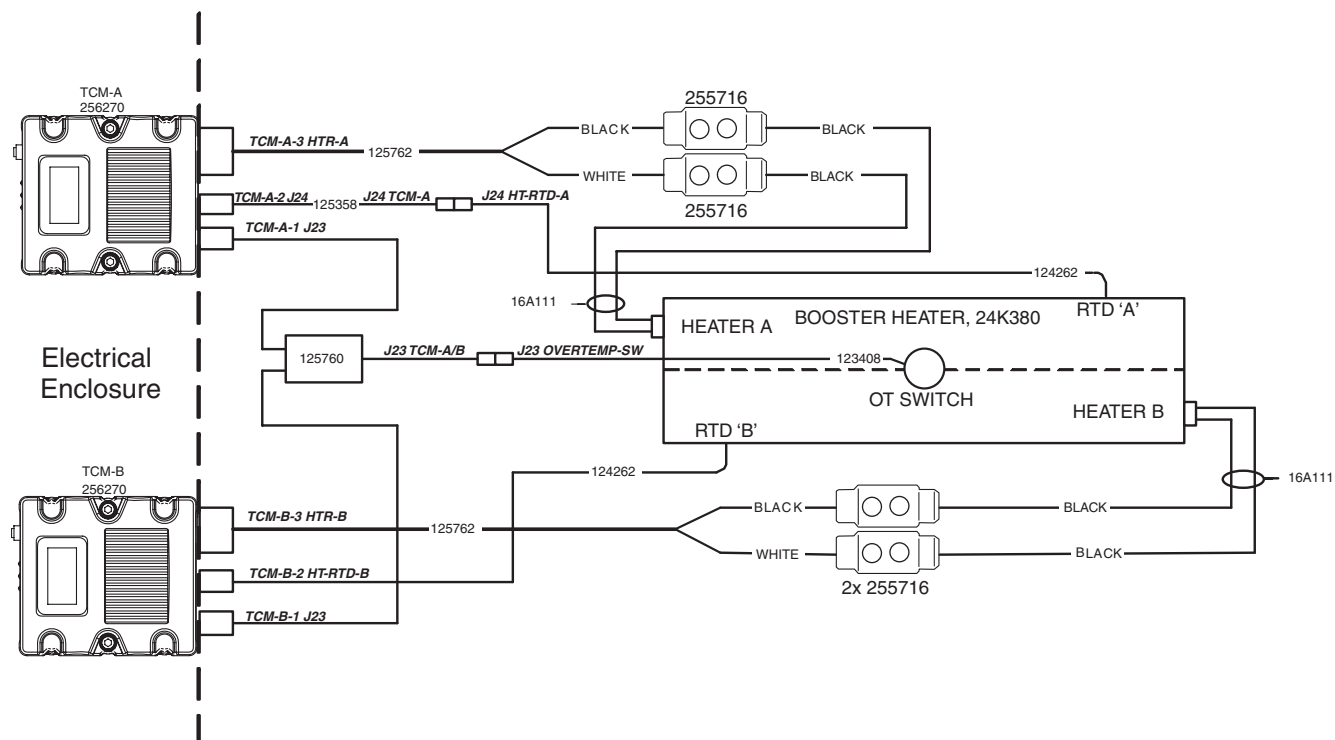 TCM-A
256270
TCM-A-3 HTR-A
125762
BLACK
255716
BLACK
WHITE
255716
BLACK
TCM-A-2 J24
125358
J24 TCM-A
J24 HT-RTD-A
TCM-A-1 J23
124262
16A111
HEATER A
BOOSTER HEATER, 24K380
RTD 'A'
Electrical
Enclosure
125760
J23 TCM-A/B
J23 OVERTEMP-SW
123408
OT SWITCH
HEATER B
RTD 'B'
124262
16A111
TCM-B
256270
TCM-B-3 HTR-B
125762
BLACK
BLACK
WHITE
BLACK
2x 255716
TCM-B-2 HT-RTD-B
TCM-B-1 J23